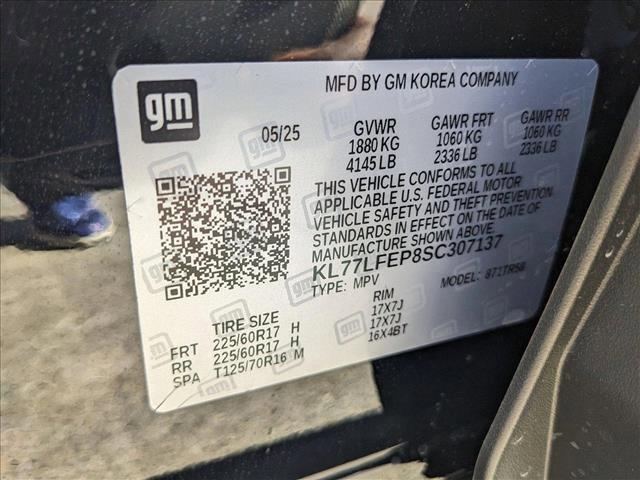 MFD BY GM KOREA COMPANY
gm
05/25 GVWR GAWR FRT GAWR RR
1880 KG 1060 KG 1060 KG
4145 LB 2336 LB 2336 LB
THIS VEHICLE CONFORMS TO ALL
APPLICABLE U.S. FEDERAL MOTOR
VEHICLE SAFETY AND THEFT PREVENTION
STANDARDS IN EFFECT ON THE DATE OF
MANUFACTURE SHOWN ABOVE.
KL77LFEP8SC307137
TYPE: MPV MODEL: 871TR58
TIRE SIZE RIM
FRT 225/60R17 H 17X7J
RR 225/60R17 H 17X7J
SPA T125/70R16 M 16X4BT